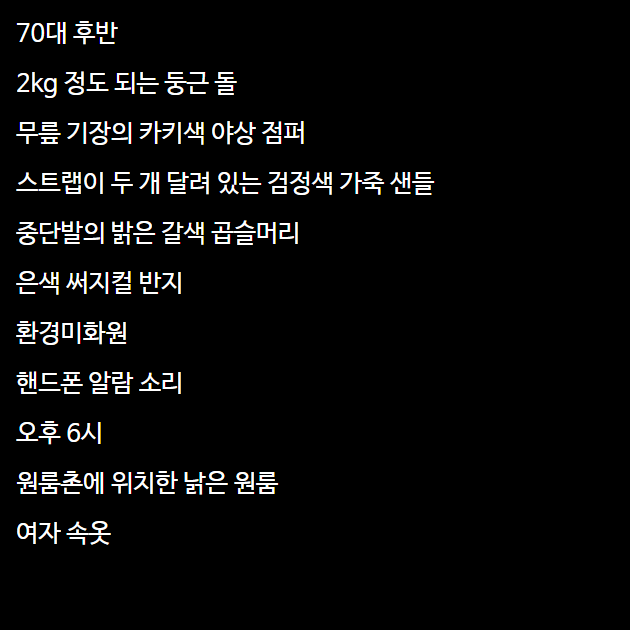 70대 후반
2kg 정도 되는 둥근 돌
무릎 기장의 카키색 야상 점퍼
스트랩이 두 개 달려 있는 검정색 가죽 샌들
중단발의 밝은 갈색 곱슬머리
은색 써지컬 반지
환경미화원
핸드폰 알람 소리
오후 6시
원룸촌에 위치한 낡은 원룸
여자 속옷